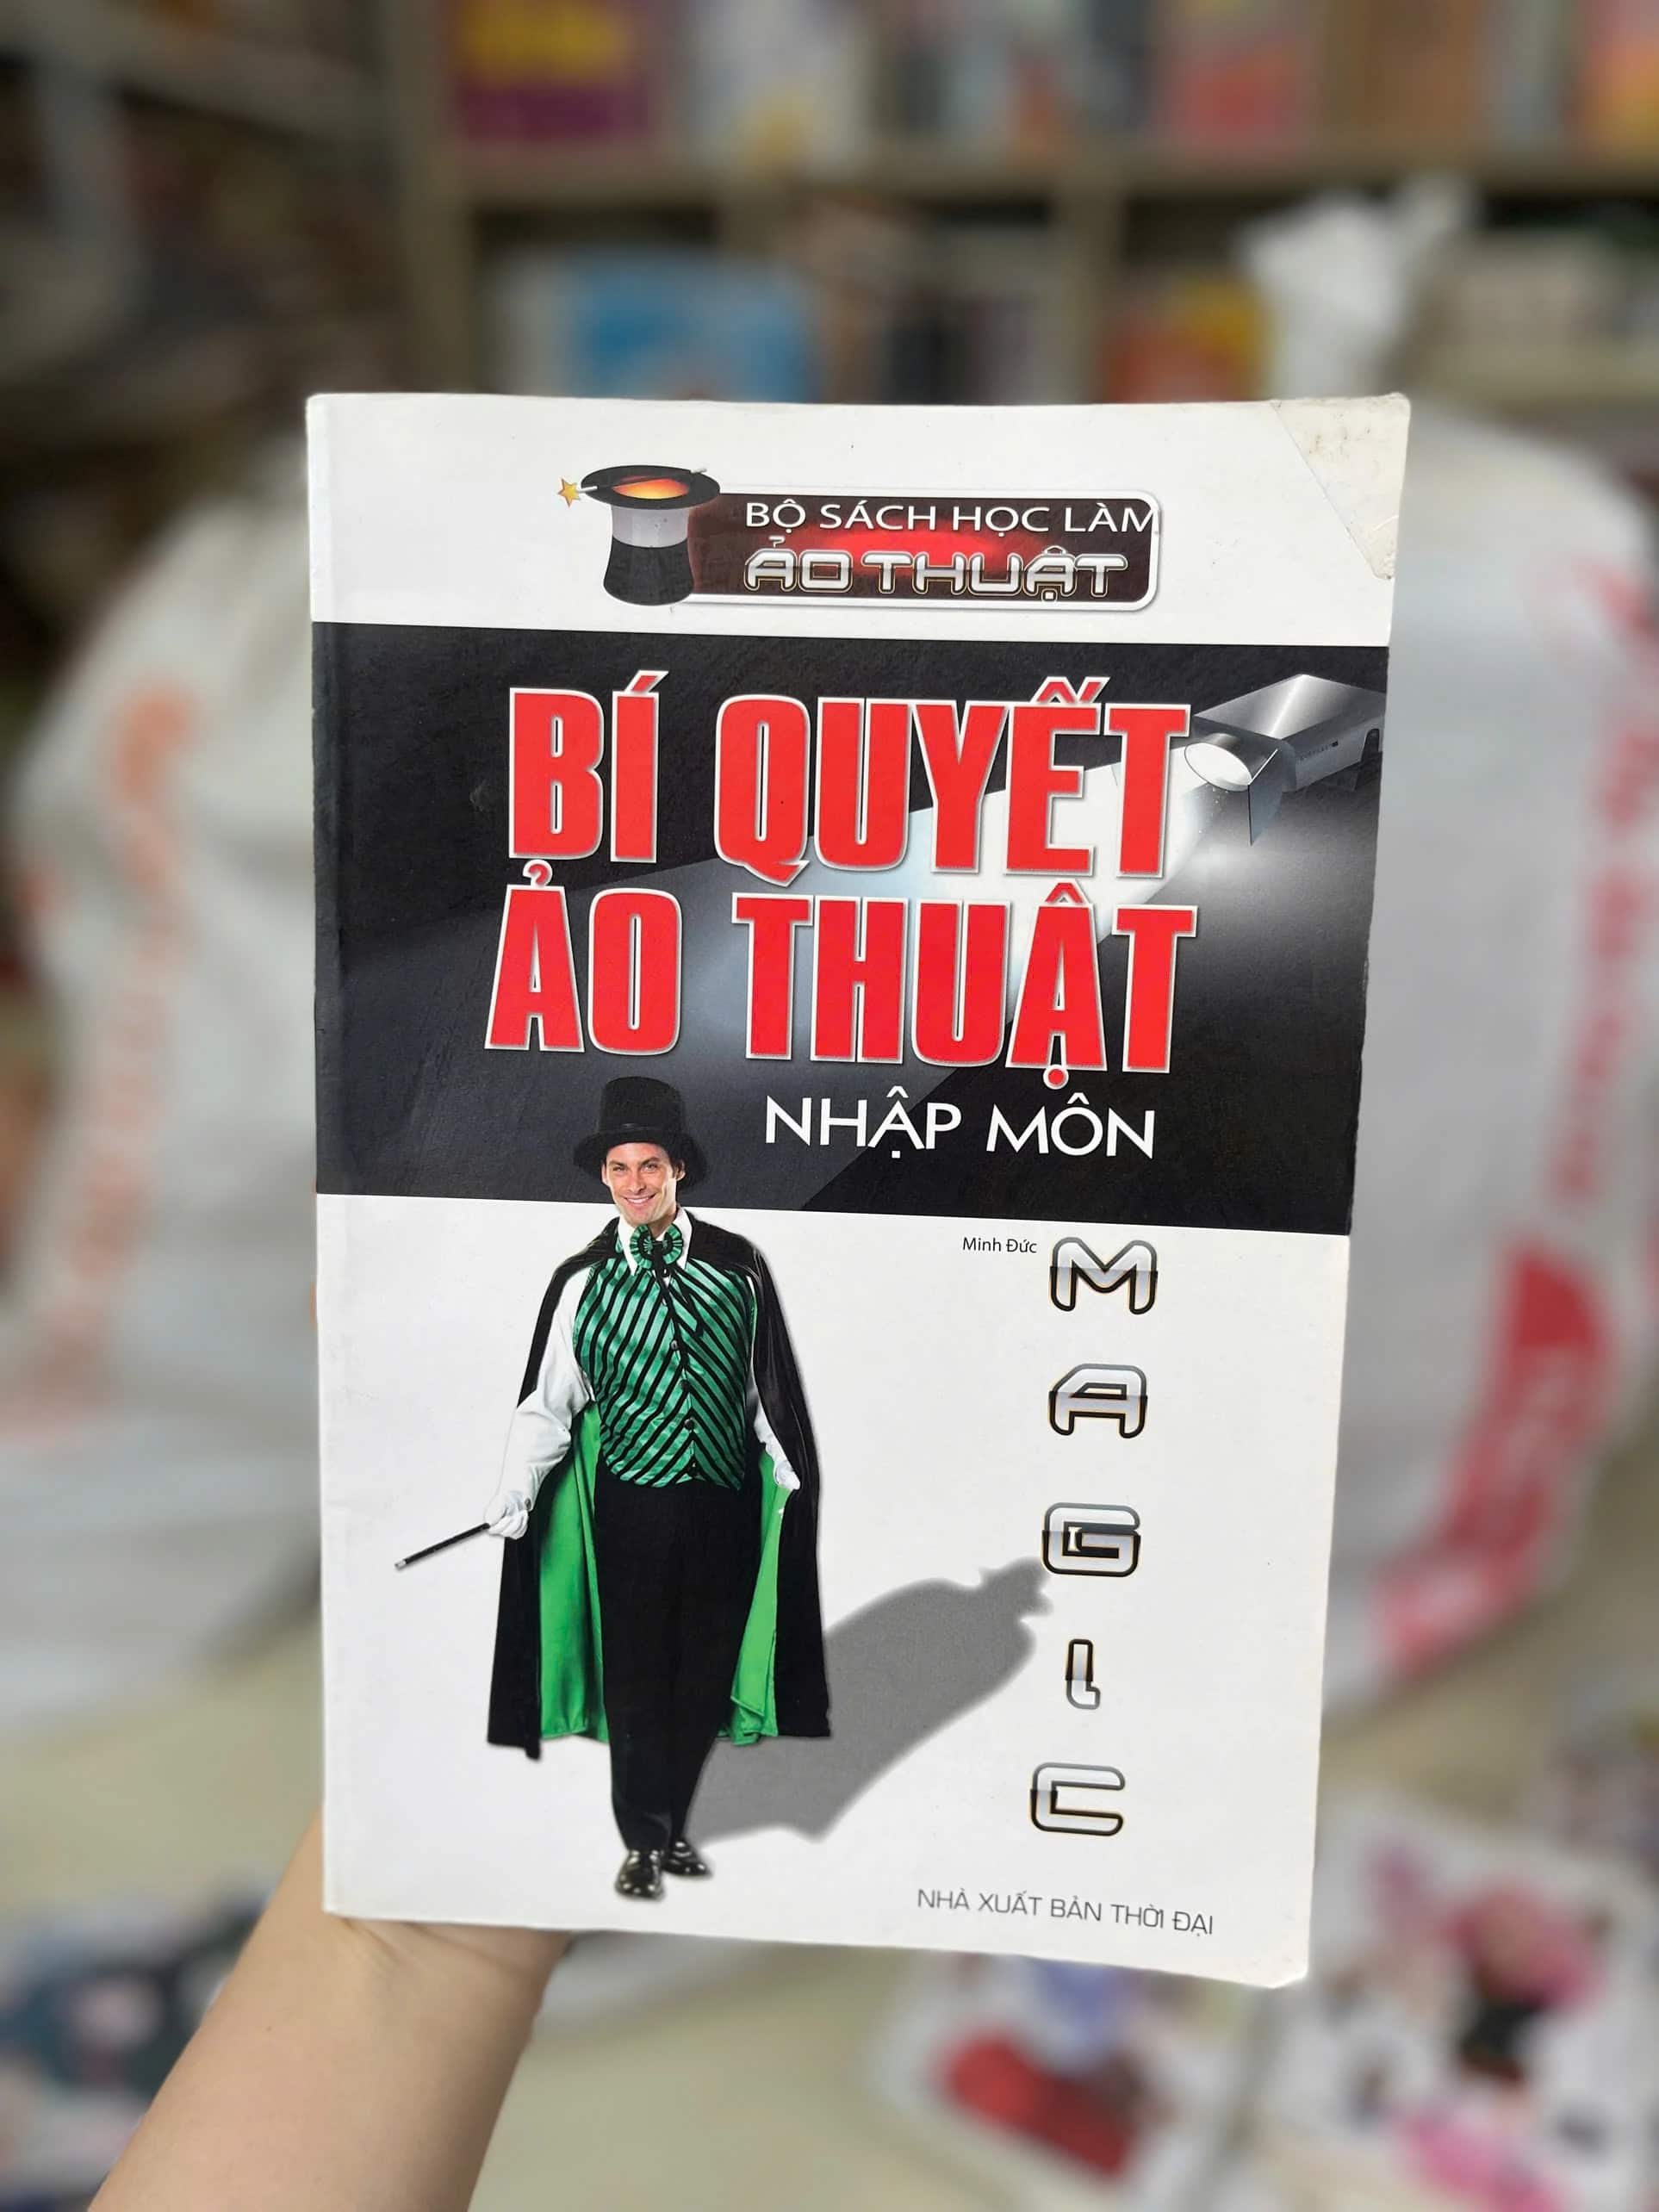 BỘ SÁCH HỌC LÀM
ẢO THUẬT
BÍ QUYẾT
ẢO THUẬT
NHẬP MÔN
Minh Đức
MAGIC
NHÀ XUẤT BẢN THỜI ĐẠI